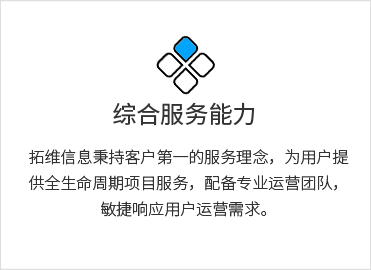 综合服务能力
拓维信息秉持客户第一的服务理念，为用户提
供全生命周期项目服务，配备专业运营团队，
敏捷响应用户运营需求。